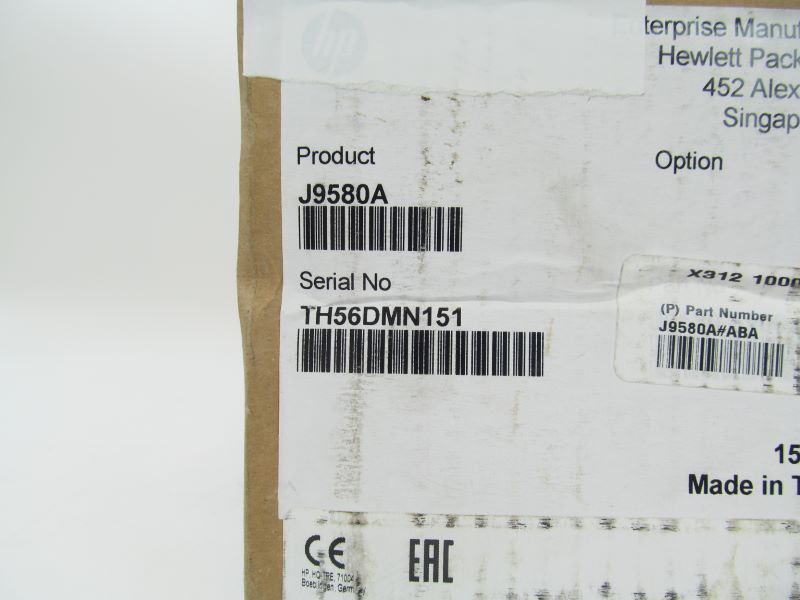 hp
terprise Manuf
Hewlett Pack
452 Alex
Singap
Product
Option
J9580A
Serial No
TH56DMN151
X312 1000
(P) Part Number
J9580A#ABA
15
Made in T
CE
EAC
HP, HQ-TRE, 71004
Boeblingen, Germany